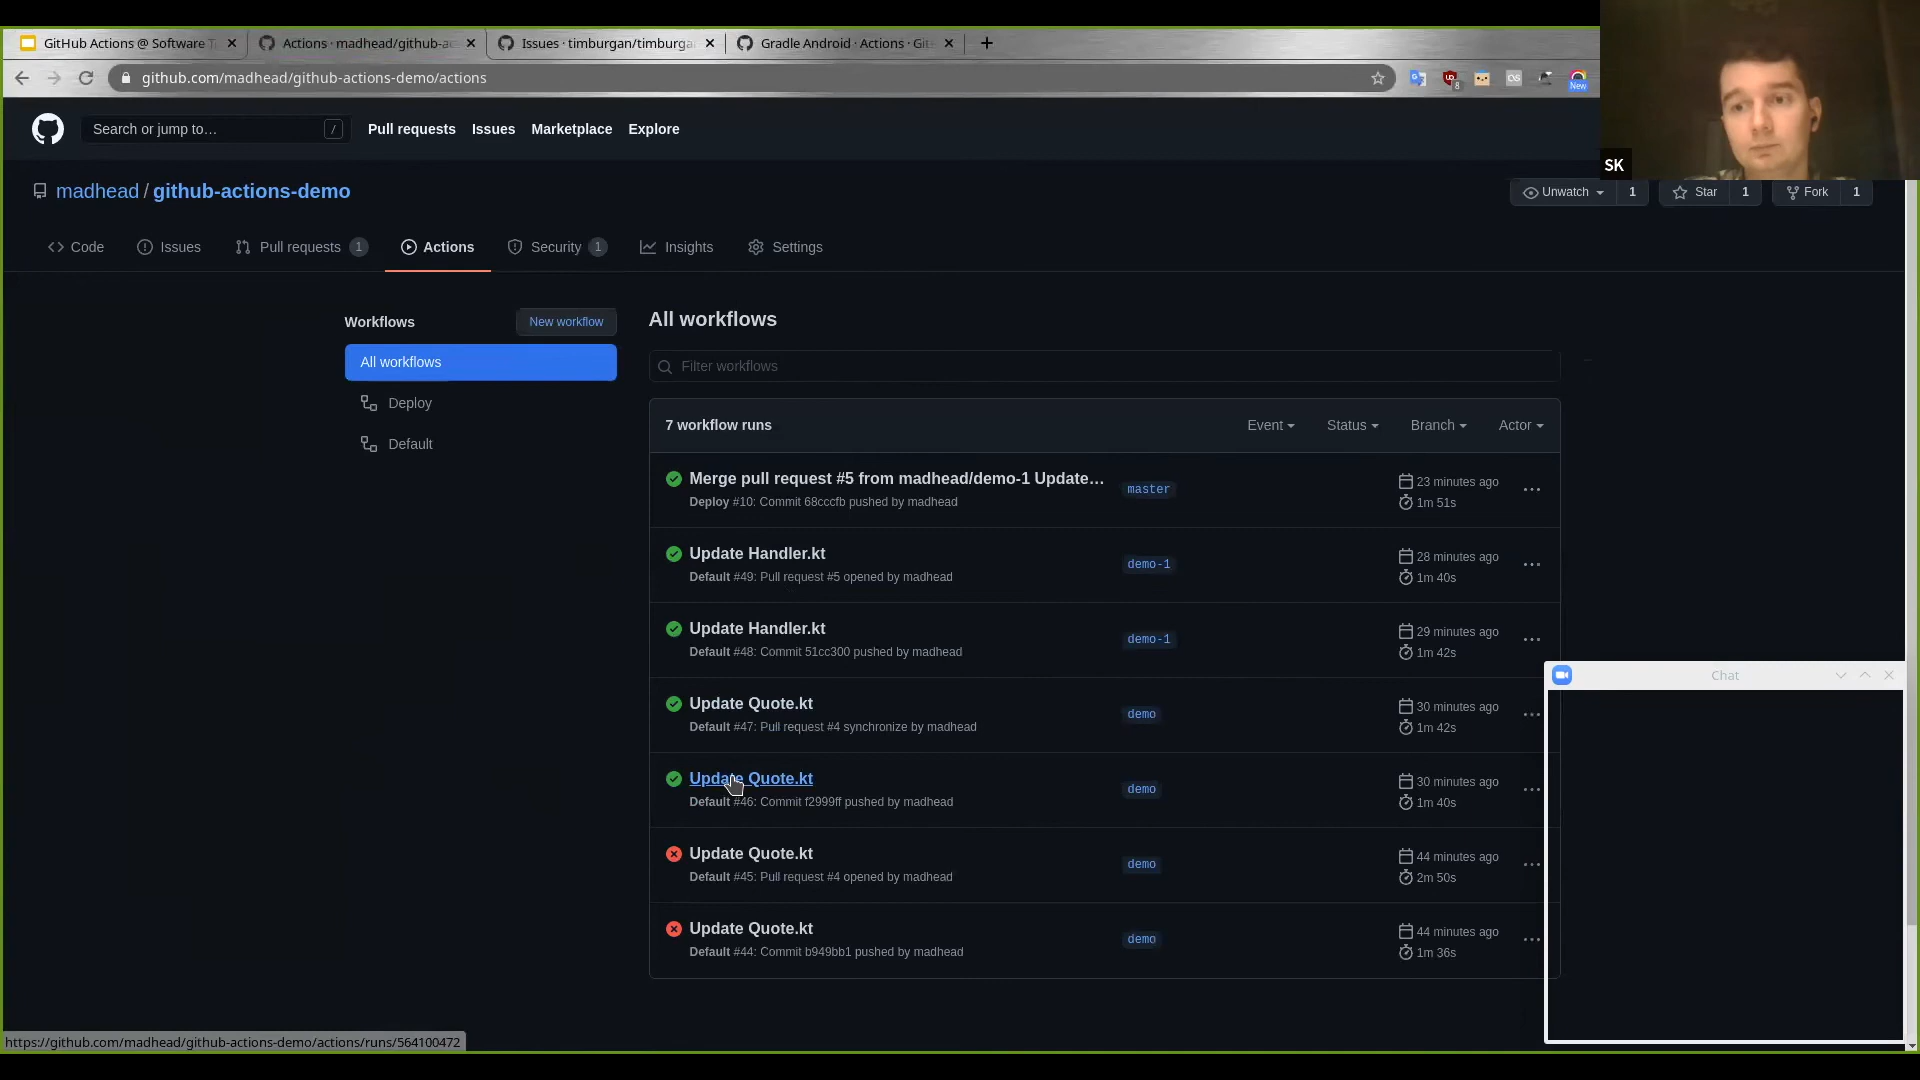 GitHub Actions @ Software T
Actions · madhead/github-ac
Issues · timburgan/timburga
Gradle Android · Actions · Git
github.com/madhead/github-actions-demo/actions
8
New
Search or jump to…
/
Pull requests
Issues
Marketplace
Explore
SK
madhead / github-actions-demo
Unwatch
1
Star
1
Fork
1
Code
Issues
Pull requests 1
Actions
Security 1
Insights
Settings
Workflows
New workflow
All workflows
Deploy
Default
All workflows
Filter workflows
7 workflow runs
Event
Status
Branch
Actor
Merge pull request #5 from madhead/demo-1 Update…
Deploy #10: Commit 68cccfb pushed by madhead
master
23 minutes ago
1m 51s
Update Handler.kt
Default #49: Pull request #5 opened by madhead
demo-1
28 minutes ago
1m 40s
Update Handler.kt
Default #48: Commit 51cc300 pushed by madhead
demo-1
29 minutes ago
1m 42s
Update Quote.kt
Default #47: Pull request #4 synchronize by madhead
demo
30 minutes ago
1m 42s
Update Quote.kt
Default #46: Commit f2999ff pushed by madhead
demo
30 minutes ago
1m 40s
Update Quote.kt
Default #45: Pull request #4 opened by madhead
demo
44 minutes ago
2m 50s
Update Quote.kt
Default #44: Commit b949bb1 pushed by madhead
demo
44 minutes ago
1m 36s
Chat
https://github.com/madhead/github-actions-demo/actions/runs/564100472